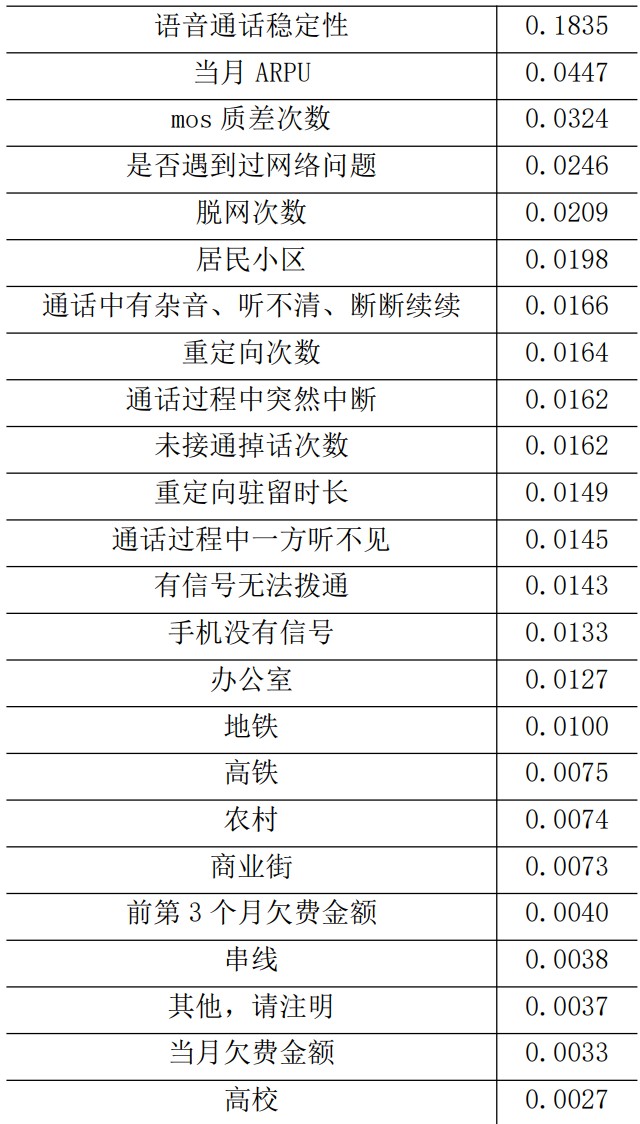 语音通话稳定性 0.1835
当月 ARPU 0.0447
mos 质差次数 0.0324
是否遇到过网络问题 0.0246
脱网次数 0.0209
居民小区 0.0198
通话中有杂音、听不清、断断续续 0.0166
重定向次数 0.0164
通话过程中突然中断 0.0162
未接通掉话次数 0.0162
重定向驻留时长 0.0149
通话过程中一方听不见 0.0145
有信号无法拨通 0.0143
手机没有信号 0.0133
办公室 0.0127
地铁 0.0100
高铁 0.0075
农村 0.0074
商业街 0.0073
前第 3 个月欠费金额 0.0040
串线 0.0038
其他，请注明 0.0037
当月欠费金额 0.0033
高校 0.0027